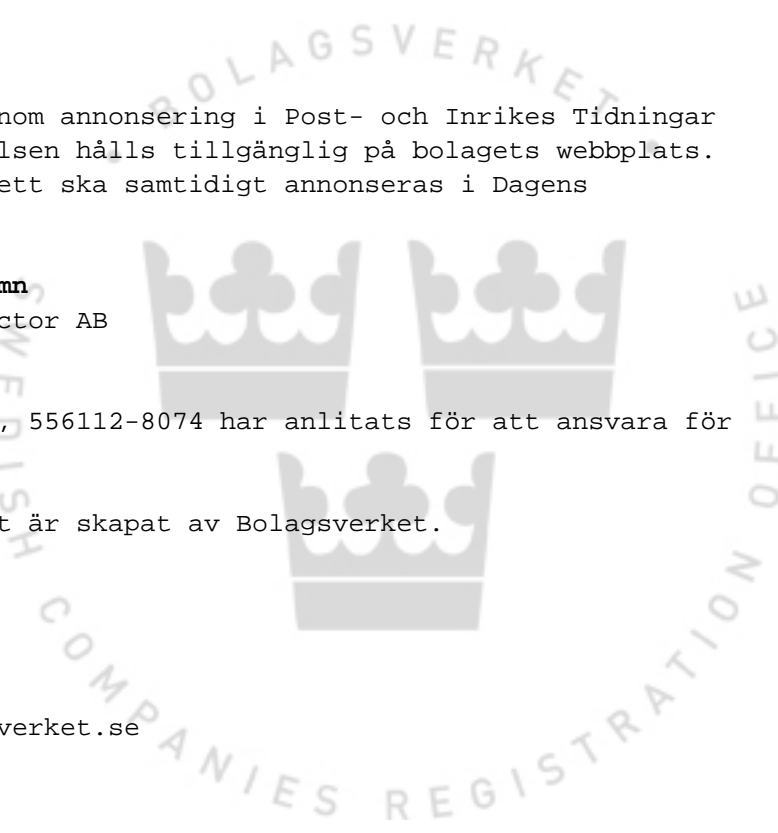 BOLAGSVERKET
nom annonsering i Post- och Inrikes Tidningar
lsen hålls tillgänglig på bolagets webbplats.
ett ska samtidigt annonseras i Dagens
mn
ctor AB
, 556112-8074 har anlitats för att ansvara för
t är skapat av Bolagsverket.
verket.se
SWEDISH COMPANIES REGISTRATION OFFICE